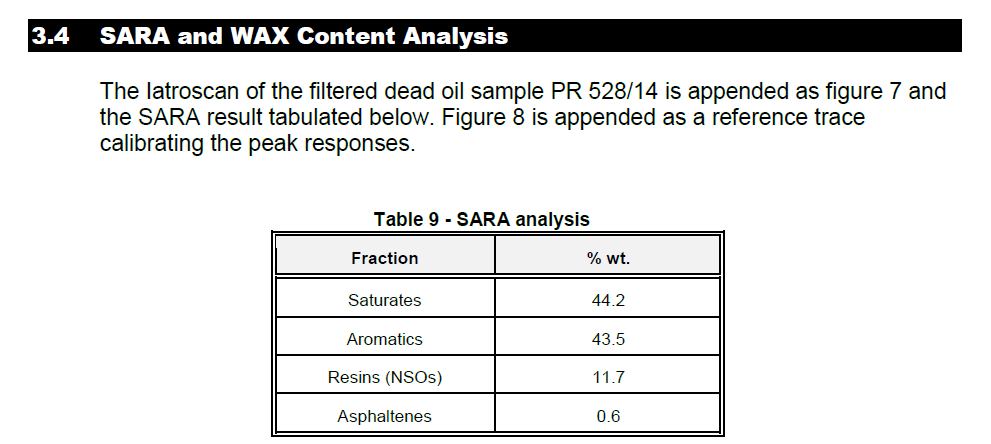 3.4 SARA and WAX Content Analysis
The Iatroscan of the filtered dead oil sample PR 528/14 is appended as figure 7 and
the SARA result tabulated below. Figure 8 is appended as a reference trace
calibrating the peak responses.
Table 9 - SARA analysis
Fraction % wt.
Saturates 44.2
Aromatics 43.5
Resins (NSOs) 11.7
Asphaltenes 0.6